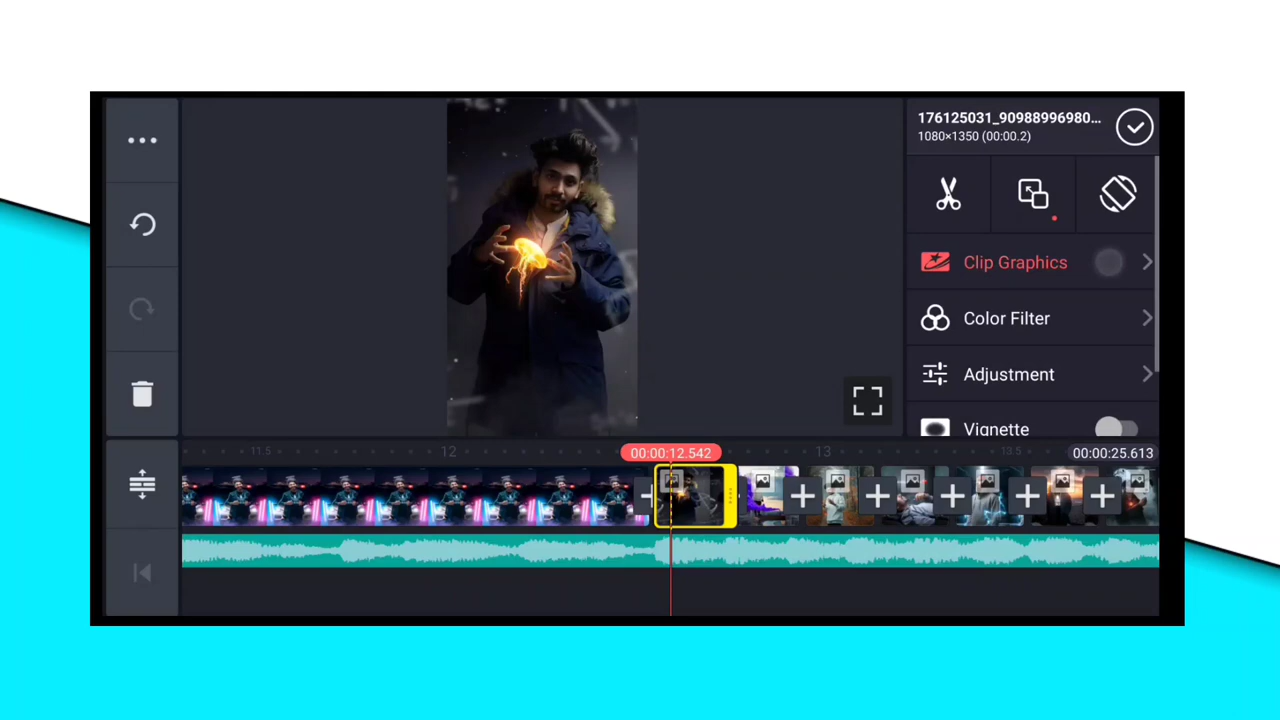 176125031_90988996980...
1080×1350 (00:00.2)
Clip Graphics
Color Filter
Adjustment
Vignette
11.5
12
00:00:12.542
13
13.5
00:00:25.613